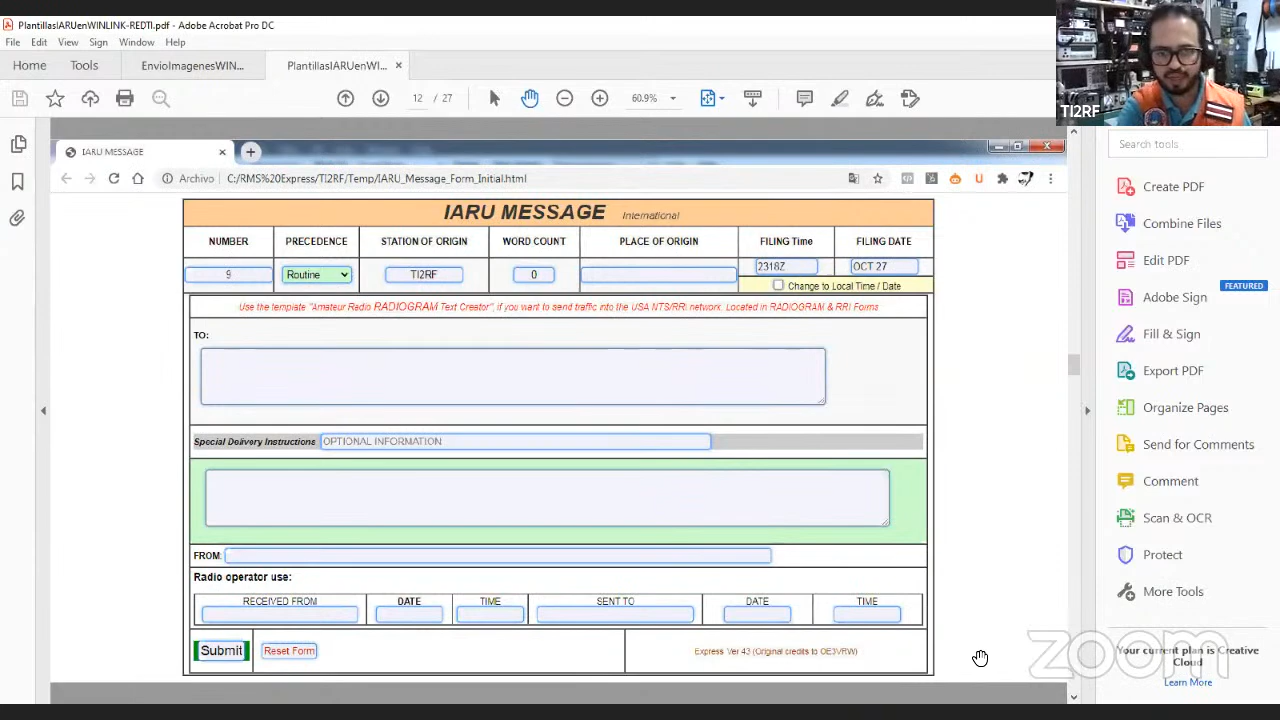 PlantillasIARUenWINLINK-REDTI.pdf - Adobe Acrobat Pro DC
File Edit View Sign Window Help
Home Tools EnvioImagenesWIN... PlantillasIARUenWI... ×
12 / 27 60.9%
TI2RF
IARU MESSAGE
Archivo C:/RMS%20Express/TI2RF/Temp/IARU_Message_Form_Initial.html
IARU MESSAGE International
NUMBER PRECEDENCE STATION OF ORIGIN WORD COUNT PLACE OF ORIGIN FILING Time FILING DATE
9 Routine TI2RF 0 2318Z OCT 27
Change to Local Time / Date
Use the template "Amateur Radio RADIOGRAM Text Creator", if you want to send traffic into the USA NTS/RRI network. Located in RADIOGRAM & RRI Forms
TO:
Special Delivery Instructions OPTIONAL INFORMATION
FROM:
Radio operator use:
RECEIVED FROM DATE TIME SENT TO DATE TIME
Submit Reset Form Express Ver 43 (Original credits to OE3VRW)
Search tools
Create PDF
Combine Files
Edit PDF
FEATURED
Adobe Sign
Fill & Sign
Export PDF
Organize Pages
Send for Comments
Comment
Scan & OCR
Protect
More Tools
Your current plan is Creative
Cloud
Learn More
zoom